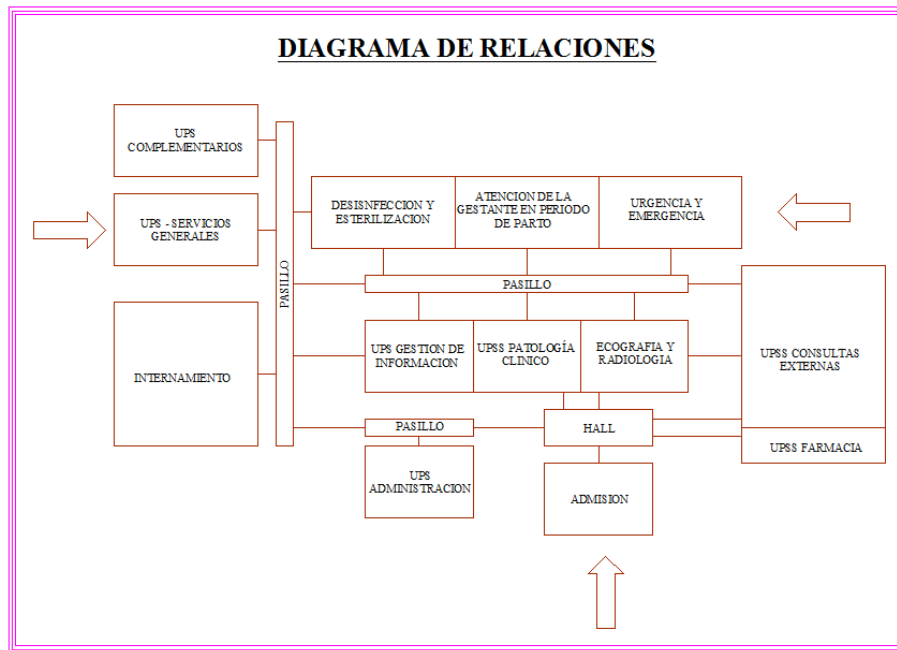 DIAGRAMA DE RELACIONES
UPS
COMPLEMENTARIOS
UPS - SERVICIOS
GENERALES
INTERNAMIENTO
PASILLO
DESISNFECCION Y
ESTERILIZACION
ATENCION DE LA
GESTANTE EN PERIODO
DE PARTO
URGENCIA Y
EMERGENCIA
PASILLO
UPS GESTION DE
INFORMACION
UPSS PATOLOGÍA
CLINICO
ECOGRAFIA Y
RADIOLOGIA
UPSS CONSULTAS
EXTERNAS
PASILLO
HALL
UPSS FARMACIA
UPS
ADMINISTRACION
ADMISION